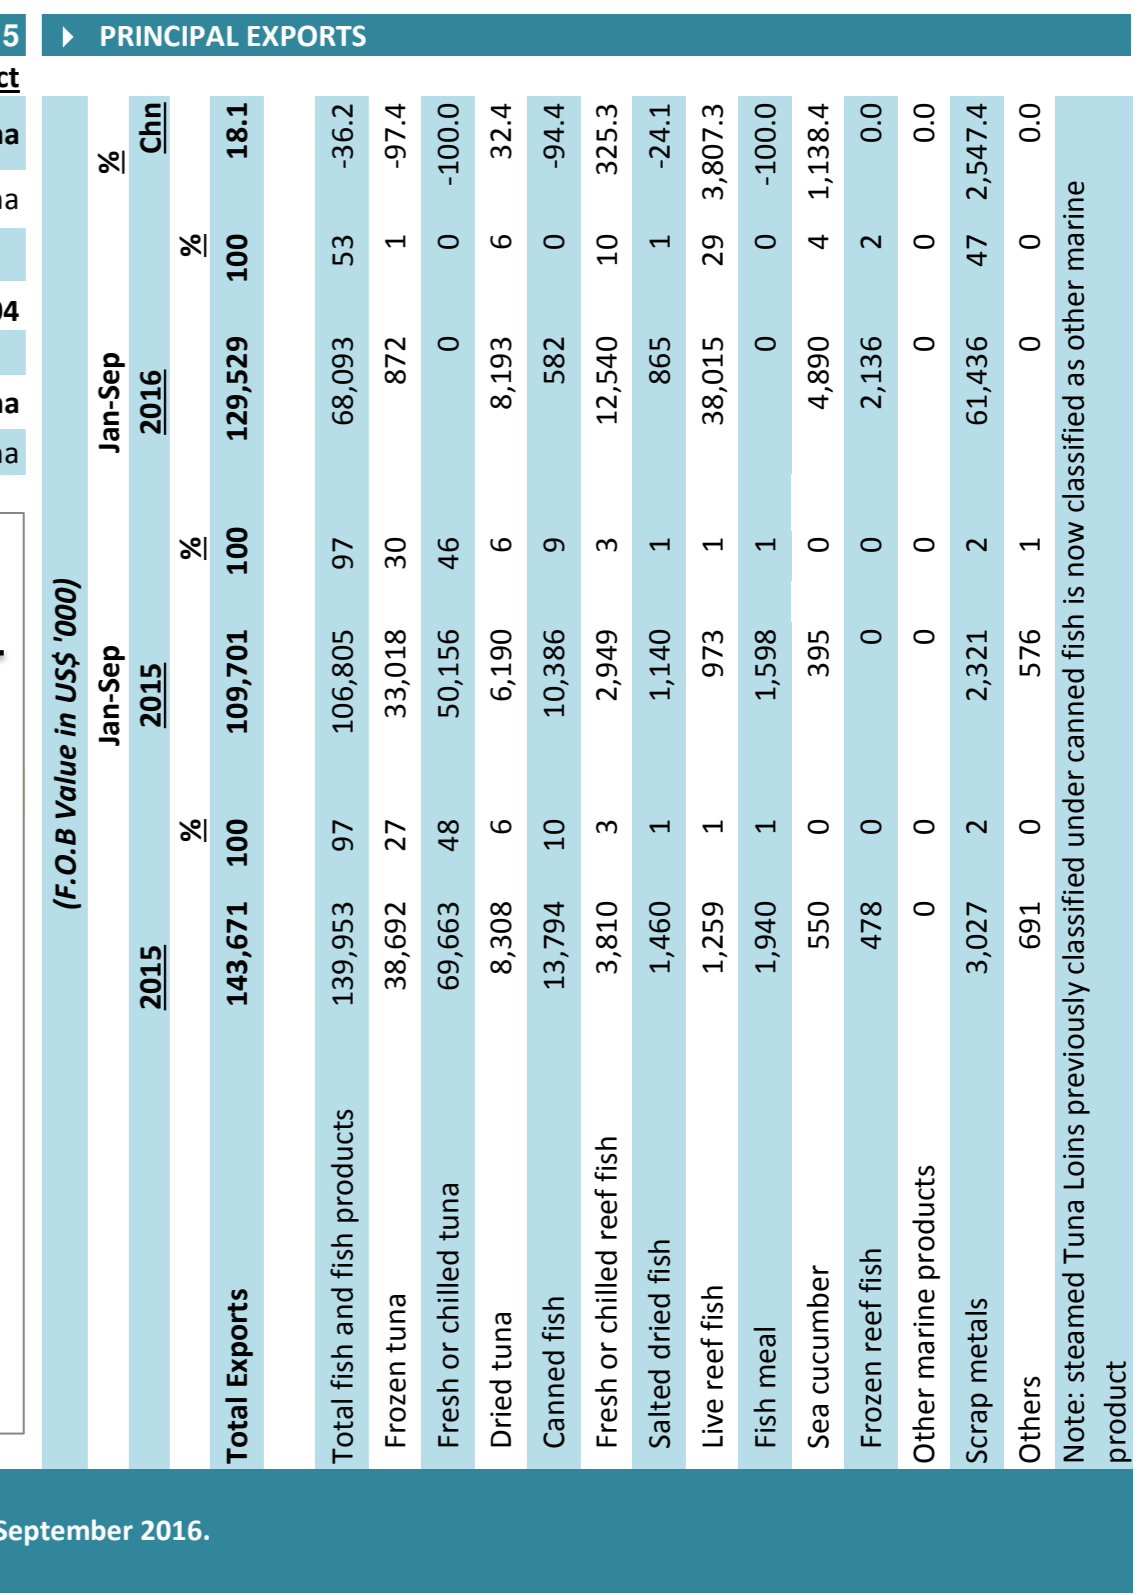 5
PRINCIPAL EXPORTS
ct
na
na
04
na
na
(F.O.B Value in US$ '000)
Jan-Sep Jan-Sep %
2015 2015 2016 Chn
% % %
Total Exports 143,671 100 109,701 100 129,529 100 18.1
Total fish and fish products 139,953 97 106,805 97 68,093 53 -36.2
Frozen tuna 38,692 27 33,018 30 872 1 -97.4
Fresh or chilled tuna 69,663 48 50,156 46 0 0 -100.0
Dried tuna 8,308 6 6,190 6 8,193 6 32.4
Canned fish 13,794 10 10,386 9 582 0 -94.4
Fresh or chilled reef fish 3,810 3 2,949 3 12,540 10 325.3
Salted dried fish 1,460 1 1,140 1 865 1 -24.1
Live reef fish 1,259 1 973 1 38,015 29 3,807.3
Fish meal 1,940 1 1,598 1 0 0 -100.0
Sea cucumber 550 0 395 0 4,890 4 1,138.4
Frozen reef fish 478 0 0 0 2,136 2 0.0
Other marine products 0 0 0 0 0 0 0.0
Scrap metals 3,027 2 2,321 2 61,436 47 2,547.4
Others 691 0 576 1 0 0 0.0
Note: steamed Tuna Loins previously classified under canned fish is now classified as other marine
product
September 2016.